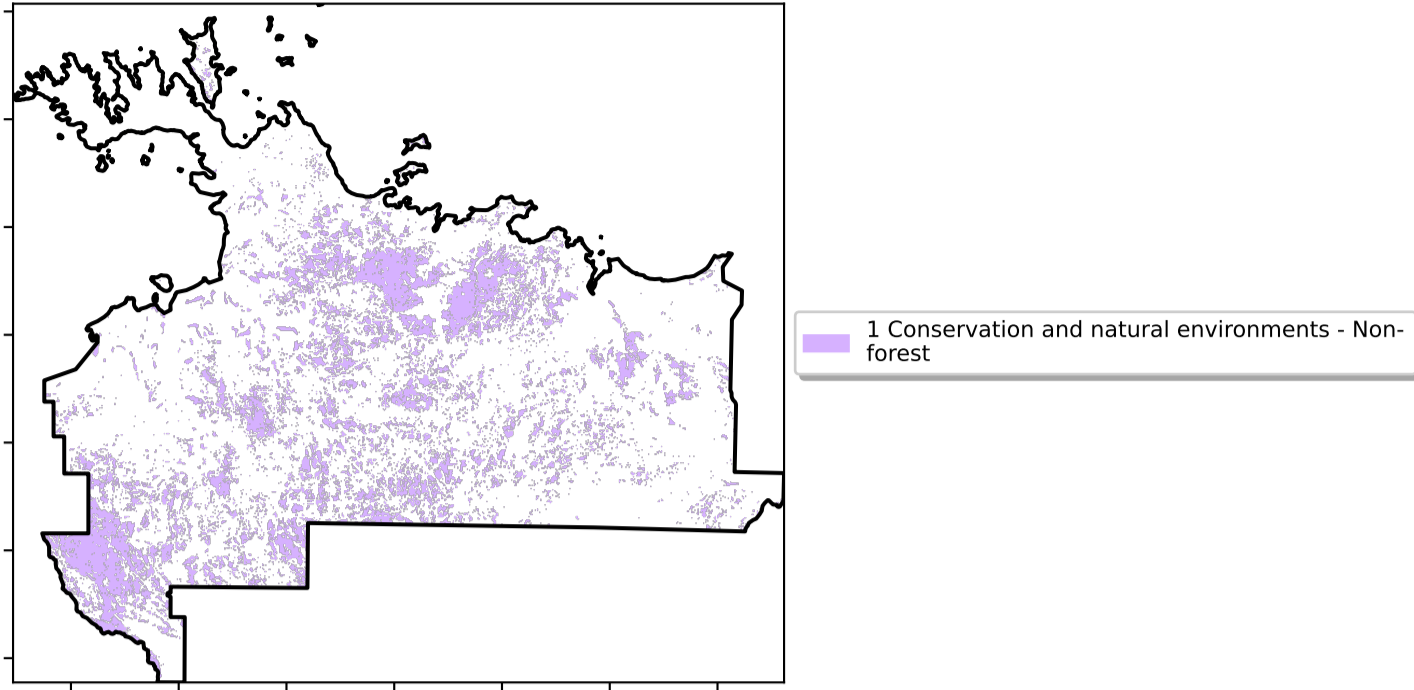 1 Conservation and natural environments - Non-
forest